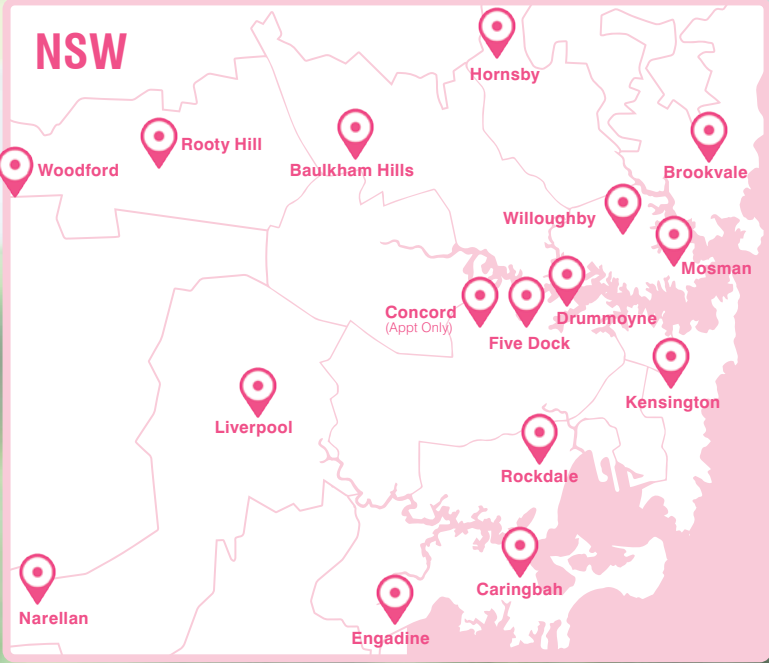 NSW
Hornsby
Rooty Hill
Woodford
Baulkham Hills
Brookvale
Willoughby
Mosman
Concord
(Appt Only)
Drummoyne
Five Dock
Kensington
Liverpool
Rockdale
Caringbah
Narellan
Engadine